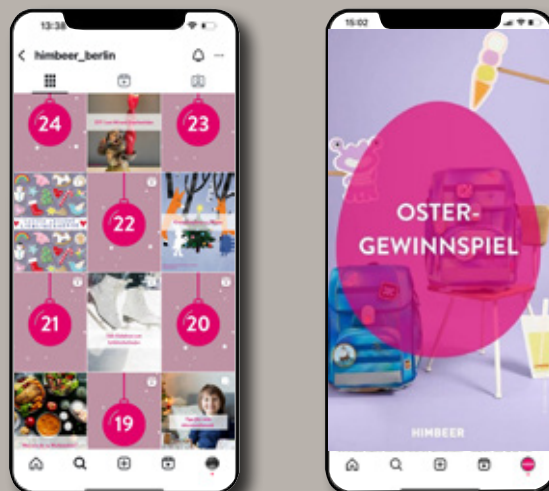 13:38
himbeer_berlin
24
23
22
21
20
19
15:02
OSTER-
GEWINNSPIEL
HIMBEER